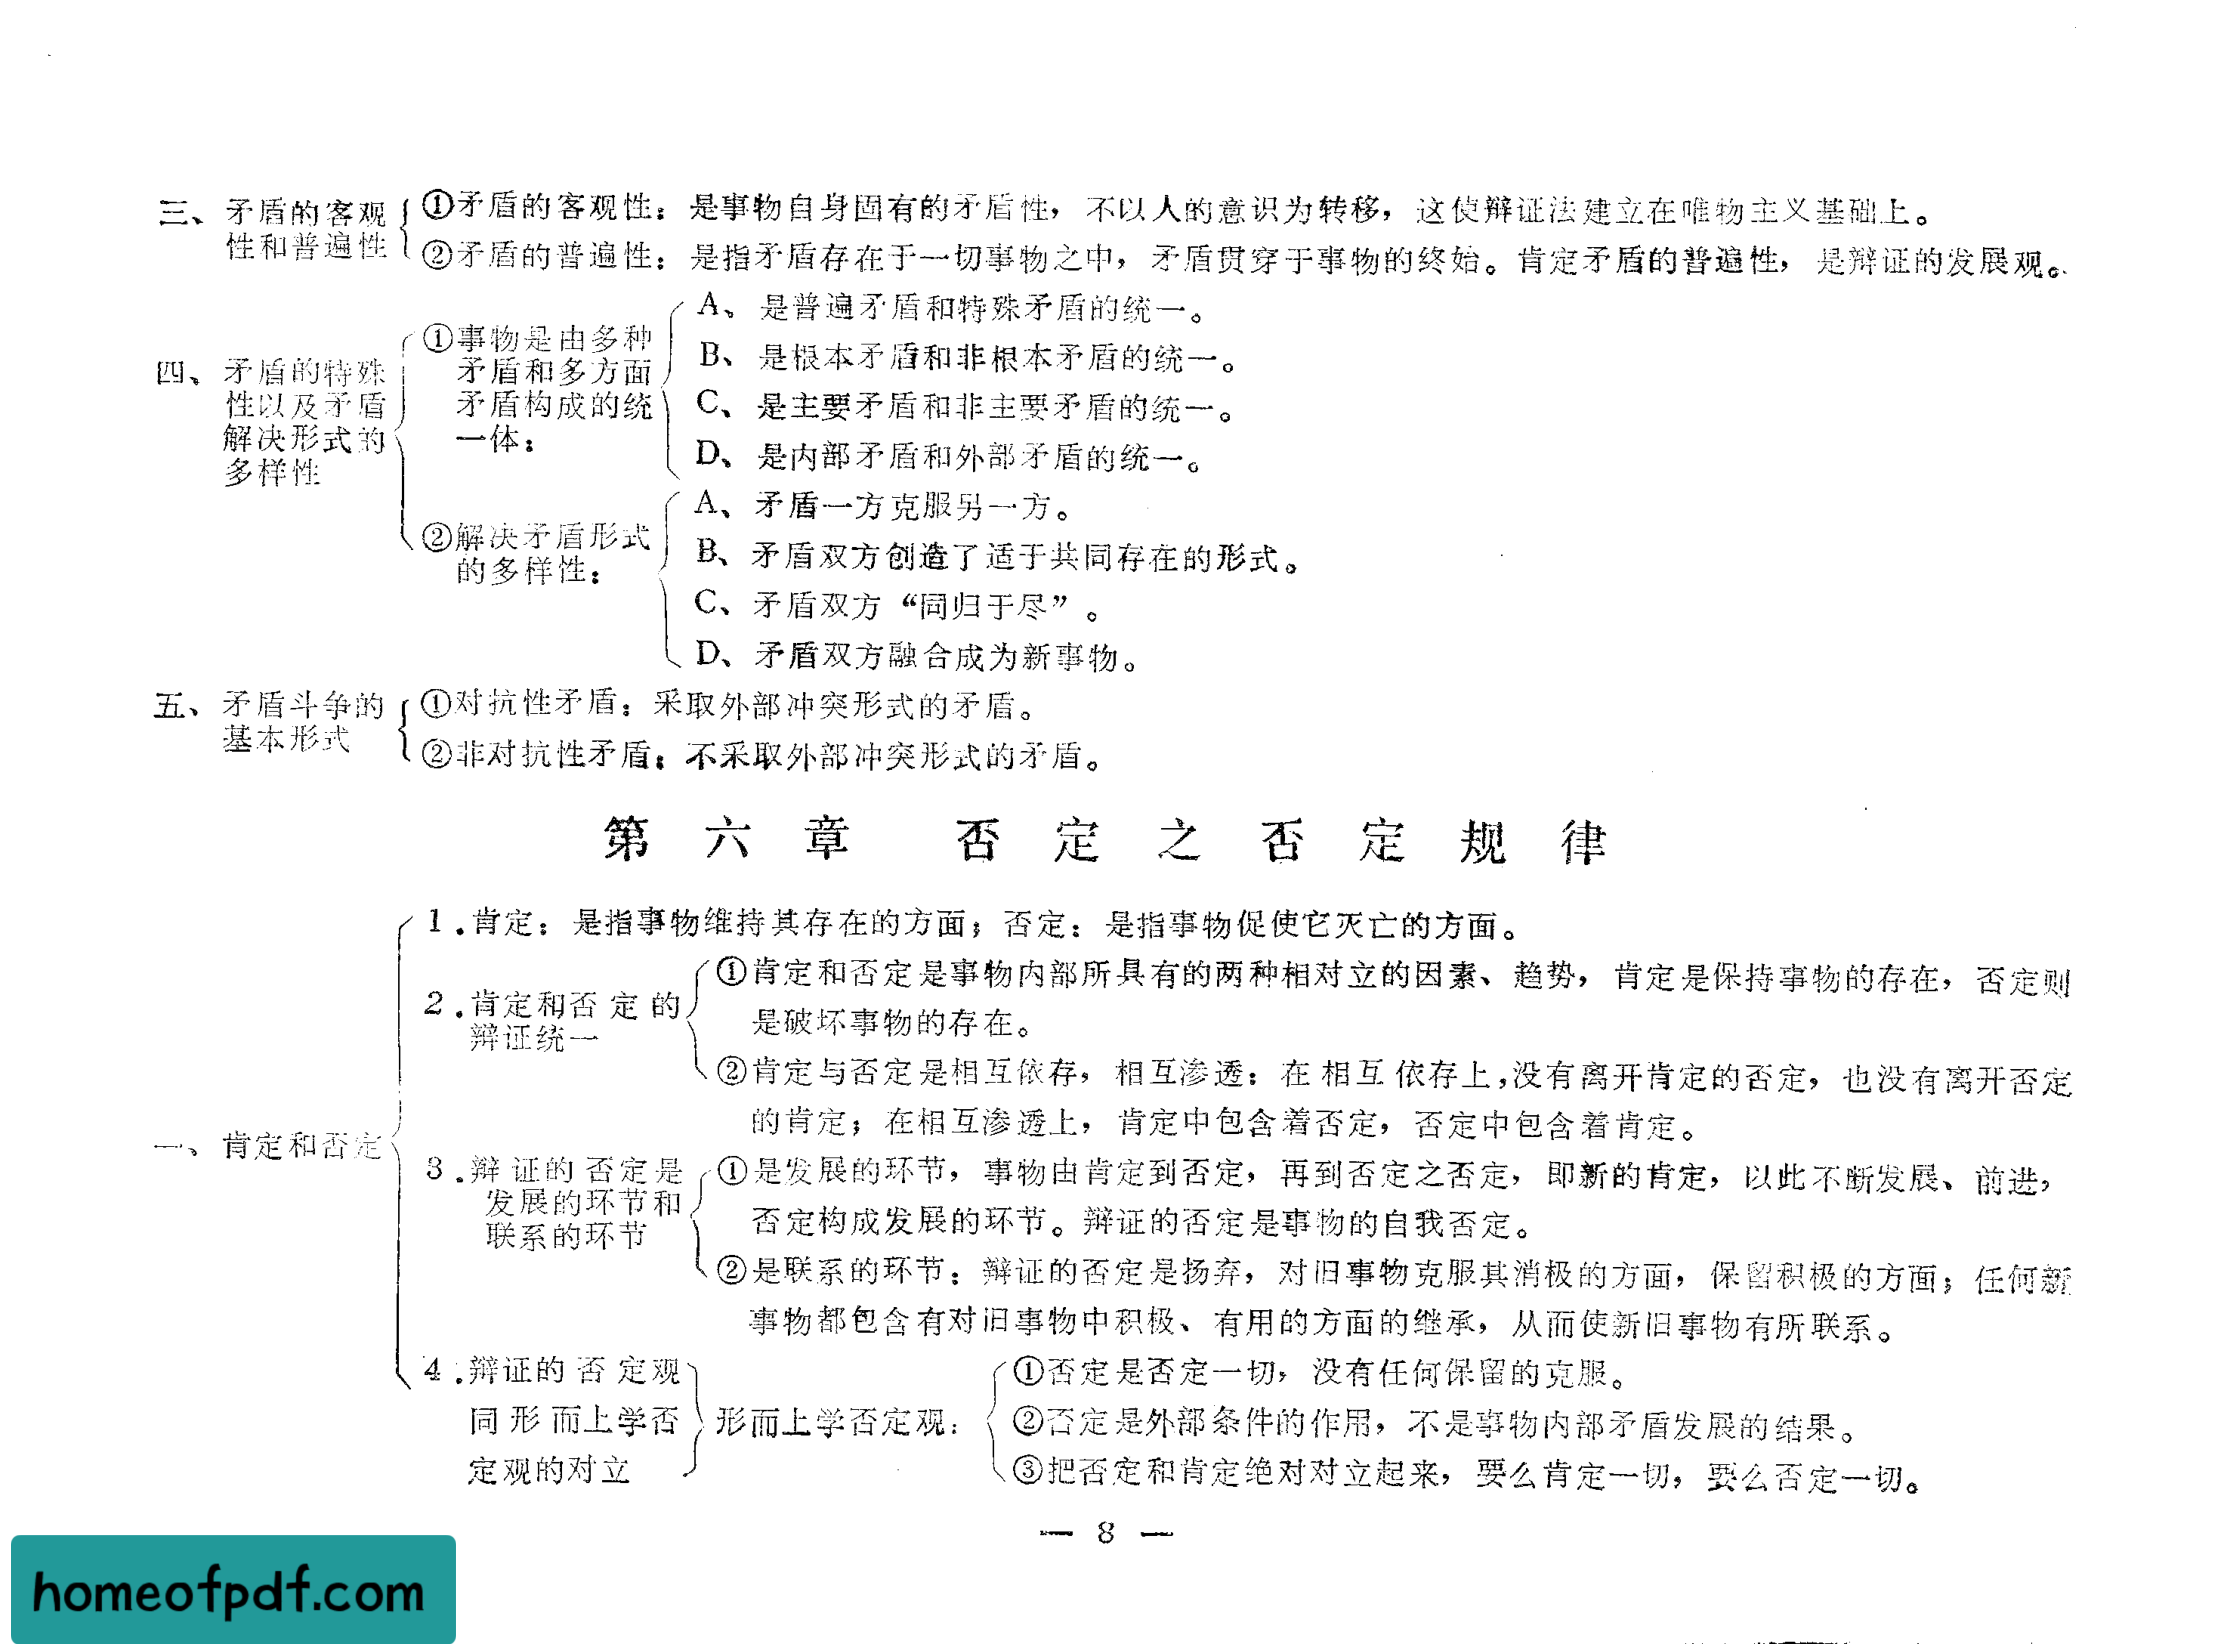 三、矛盾的客观性和普遍性
①矛盾的客观性：是事物自身固有的矛盾性，不以人的意识为转移，这使辩证法建立在唯物主义基础上。
②矛盾的普遍性：是指矛盾存在于一切事物之中，矛盾贯穿于事物的终始。肯定矛盾的普遍性，是辩证的发展观。
四、矛盾的特殊
性以及矛盾
解决形式的
多样性
①事物是由多种
矛盾和多方面
矛盾构成的统
一体：
A、是普遍矛盾和特殊矛盾的统一。
B、是根本矛盾和非根本矛盾的统一。
C、是主要矛盾和非主要矛盾的统一。
D、是内部矛盾和外部矛盾的统一。
②解决矛盾形式
的多样性：
A、矛盾一方克服另一方。
B、矛盾双方创造了适于共同存在的形式。
C、矛盾双方“同归于尽”。
D、矛盾双方融合成为新事物。
五、矛盾斗争的
基本形式
①对抗性矛盾：采取外部冲突形式的矛盾。
②非对抗性矛盾：不采取外部冲突形式的矛盾。
第六章 否定之否定规律
一、肯定和否定
1．肯定：是指事物维持其存在的方面；否定：是指事物促使它灭亡的方面。
2．肯定和否定的
辩证统一
①肯定和否定是事物内部所具有的两种相对立的因素、趋势，肯定是保持事物的存在，否定则
是破坏事物的存在。
②肯定与否定是相互依存，相互渗透：在相互依存上，没有离开肯定的否定，也没有离开否定
的肯定；在相互渗透上，肯定中包含着否定，否定中包含着肯定。
3．辩证的否定是
发展的环节和
联系的环节
①是发展的环节，事物由肯定到否定，再到否定之否定，即新的肯定，以此不断发展、前进，
否定构成发展的环节。辩证的否定是事物的自我否定。
②是联系的环节：辩证的否定是扬弃，对旧事物克服其消极的方面，保留积极的方面；任何新
事物都包含有对旧事物中积极、有用的方面的继承，从而使新旧事物有所联系。
4．辩证的否定观
同形而上学否
定观的对立
形而上学否定观：
①否定是否定一切，没有任何保留的克服。
②否定是外部条件的作用，不是事物内部矛盾发展的结果。
③把否定和肯定绝对对立起来，要么肯定一切，要么否定一切。
— 8 —
homeofpdf.com